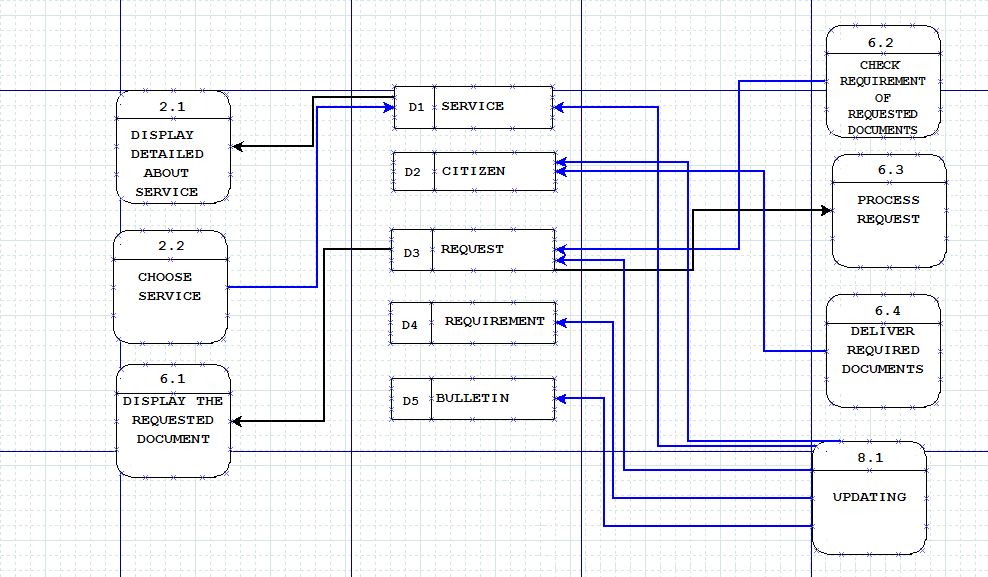 2.1
DISPLAY
DETAILED
ABOUT
SERVICE
2.2
CHOOSE
SERVICE
6.1
DISPLAY THE
REQUESTED
DOCUMENT
D1 SERVICE
D2 CITIZEN
D3 REQUEST
D4 REQUIREMENT
D5 BULLETIN
6.2
CHECK
REQUIREMENT
OF
REQUESTED
DOCUMENTS
6.3
PROCESS
REQUEST
6.4
DELIVER
REQUIRED
DOCUMENTS
8.1
UPDATING